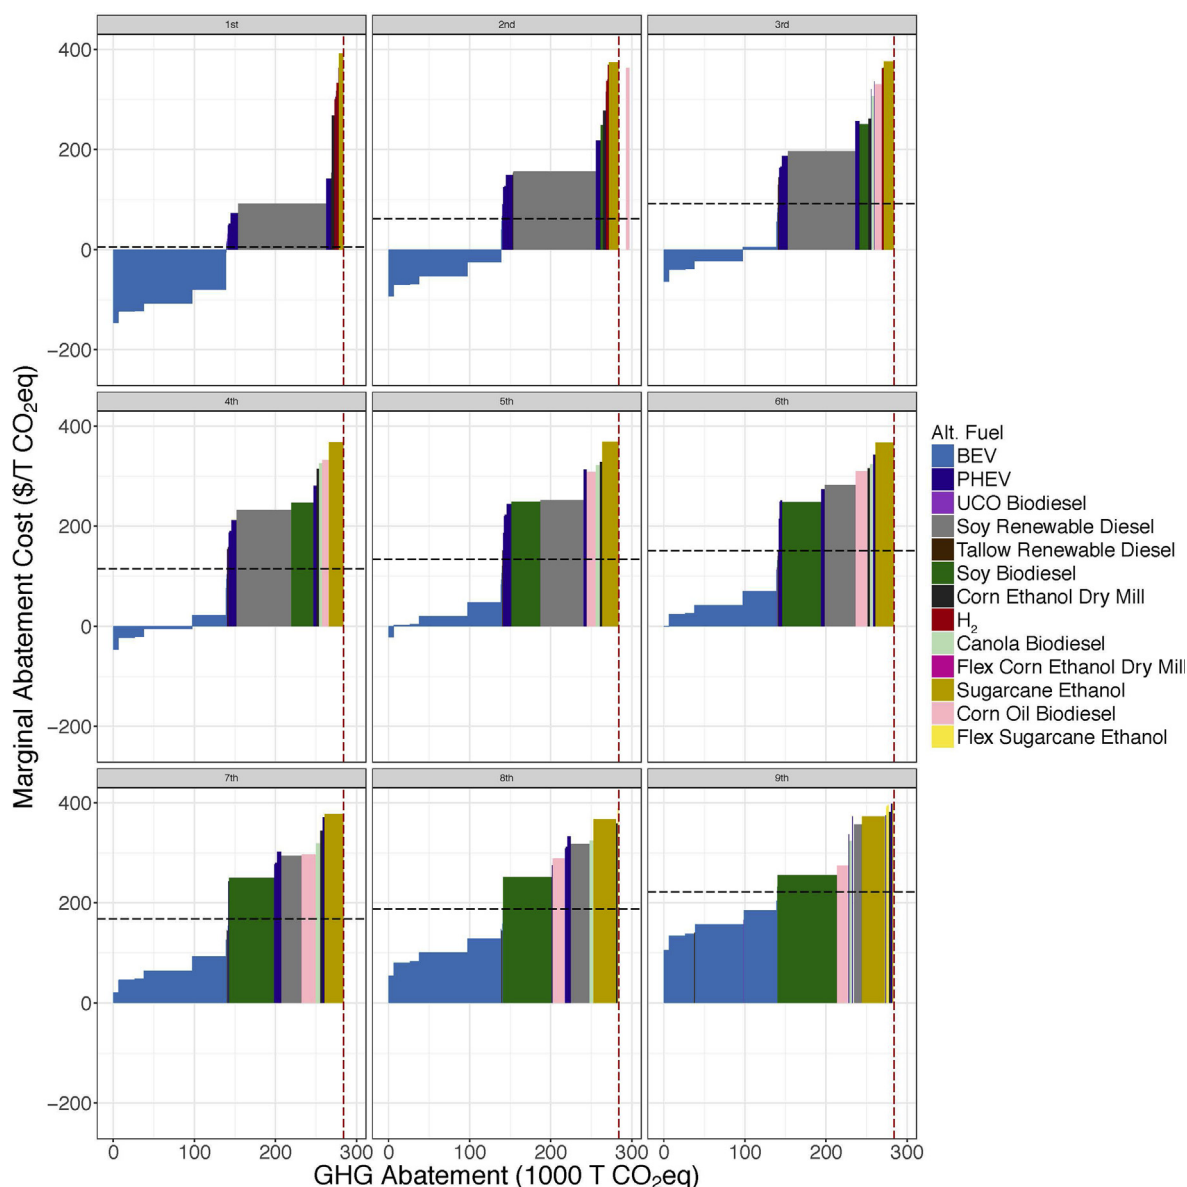 1st
2nd
3rd
400
200
0
−200
4th
5th
6th
400
200
0
−200
7th
8th
9th
400
200
0
−200
0
100
200
300
0
100
200
300
0
100
200
300
Marginal Abatement Cost ($/T CO₂eq)
GHG Abatement (1000 T CO₂eq)
Alt. Fuel
BEV
PHEV
UCO Biodiesel
Soy Renewable Diesel
Tallow Renewable Diesel
Soy Biodiesel
Corn Ethanol Dry Mill
H₂
Canola Biodiesel
Flex Corn Ethanol Dry Mill
Sugarcane Ethanol
Corn Oil Biodiesel
Flex Sugarcane Ethanol